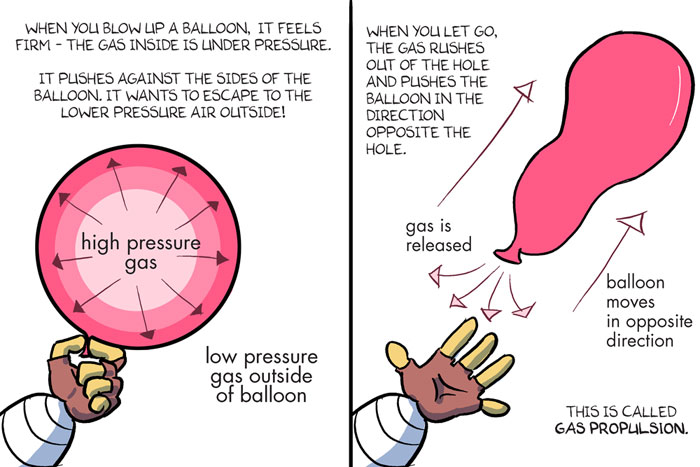 WHEN YOU BLOW UP A BALLOON, IT FEELS
FIRM - THE GAS INSIDE IS UNDER PRESSURE.
IT PUSHES AGAINST THE SIDES OF THE
BALLOON. IT WANTS TO ESCAPE TO THE
LOWER PRESSURE AIR OUTSIDE!
high pressure
gas
low pressure
gas outside
of balloon
WHEN YOU LET GO,
THE GAS RUSHES
OUT OF THE HOLE
AND PUSHES THE
BALLOON IN THE
DIRECTION
OPPOSITE THE
HOLE.
gas is
released
balloon
moves
in opposite
direction
THIS IS CALLED
GAS PROPULSION.